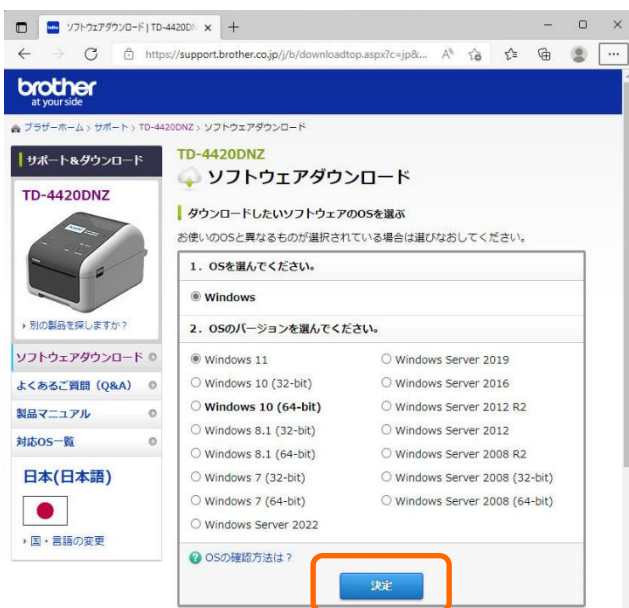 ソフトウェアダウンロード | TD-4420DN
https://support.brother.co.jp/j/b/downloadtop.aspx?c=jp&...
brother
at your side
ブラザーホーム > サポート > TD-4420DNZ > ソフトウェアダウンロード
サポート&ダウンロード
TD-4420DNZ
別の製品を探しますか?
ソフトウェアダウンロード
よくあるご質問 (Q&A)
製品マニュアル
対応OS一覧
日本(日本語)
国・言語の変更
TD-4420DNZ
ソフトウェアダウンロード
ダウンロードしたいソフトウェアのOSを選ぶ
お使いのOSと異なるものが選択されている場合は選びなおしてください。
1. OSを選んでください。
Windows
2. OSのバージョンを選んでください。
Windows 11
Windows 10 (32-bit)
Windows 10 (64-bit)
Windows 8.1 (32-bit)
Windows 8.1 (64-bit)
Windows 7 (32-bit)
Windows 7 (64-bit)
Windows Server 2022
Windows Server 2019
Windows Server 2016
Windows Server 2012 R2
Windows Server 2012
Windows Server 2008 R2
Windows Server 2008 (32-bit)
Windows Server 2008 (64-bit)
OSの確認方法は?
決定